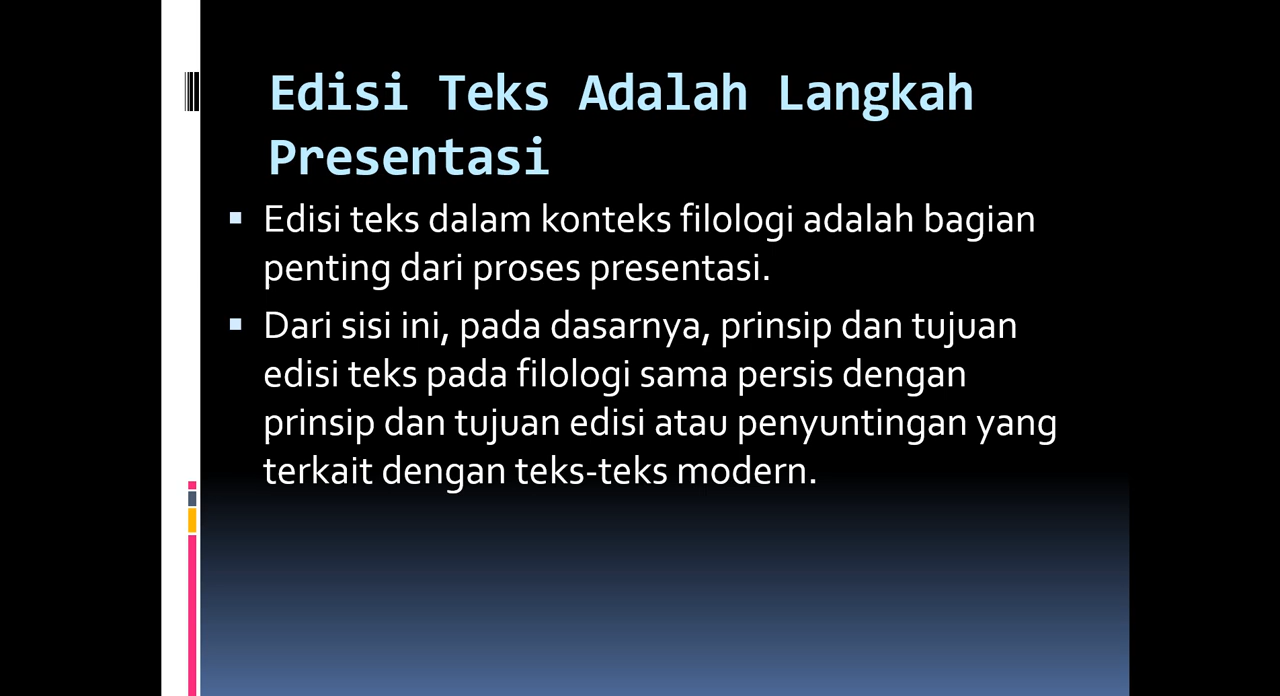 Edisi Teks Adalah Langkah
Presentasi
Edisi teks dalam konteks filologi adalah bagian
penting dari proses presentasi.
Dari sisi ini, pada dasarnya, prinsip dan tujuan
edisi teks pada filologi sama persis dengan
prinsip dan tujuan edisi atau penyuntingan yang
terkait dengan teks-teks modern.